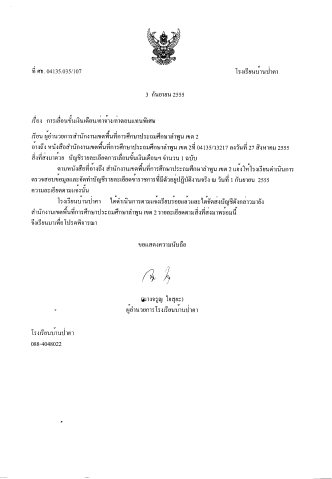 ที่ ศธ. 04135.035/107
โรงเรียนบ้านป่าคา
3 กันยายน 2555
เรื่อง การเลื่อนขั้นเงินเดือนค่าจ้าง/ค่าตอบแทนพิเศษ
เรียน ผู้อำนวยการสำนักงานเขตพื้นที่การศึกษาประถมศึกษาลำพูน เขต 2
อ้างถึง หนังสือสำนักงานเขตพื้นที่การศึกษาประถมศึกษาลำพูน เขต 2ที่ 04135/ว3217 ลงวันที่ 27 สิงหาคม 2555
สิ่งที่ส่งมาด้วย บัญชีรายละเอียดการเลื่อนขั้นเงินเดือนฯ จำนวน 1 ฉบับ
ตามหนังสือที่อ้างถึง สำนักงานเขตพื้นที่การศึกษาประถมศึกษาลำพูน เขต 2 แจ้งให้โรงเรียนดำเนินการ
ตรวจสอบข้อมูลและจัดทำบัญชีรายละเอียดข้าราชการที่มีตัวอยู่ปฏิบัติงานจริง ณ วันที่ 1 กันยายน 2555
ความละเอียดตามแจ้งนั้น
โรงเรียนบ้านป่าคา ได้ดำเนินการตามแจ้งเรียบร้อยแล้วและได้จัดส่งบัญชีดังกล่าวมายัง
สำนักงานเขตพื้นที่การศึกษาประถมศึกษาลำพูน เขต 2 รายละเอียดตามสิ่งที่ส่งมาพร้อมนี้
จึงเรียนมาเพื่อโปรดพิจารณา
ขอแสดงความนับถือ
(นางจรูญ ใจสุคะ)
ผู้อำนวยการโรงเรียนบ้านป่าคา
โรงเรียนบ้านป่าคา
088-4048022